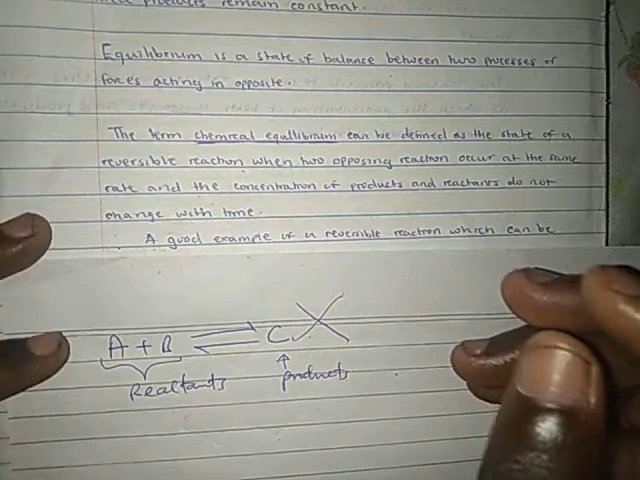 products remain constant.
Equilibrium is a state of balance between two processes or
forces acting in opposite.
The term chemical equilibrium can be defined as the state of a
reversible reaction when two opposing reaction occur at the same
rate and the concentration of products and reactants do not
change with time.
A good example of a reversible reaction which can be
A + B ⇌ C
Reactants
products